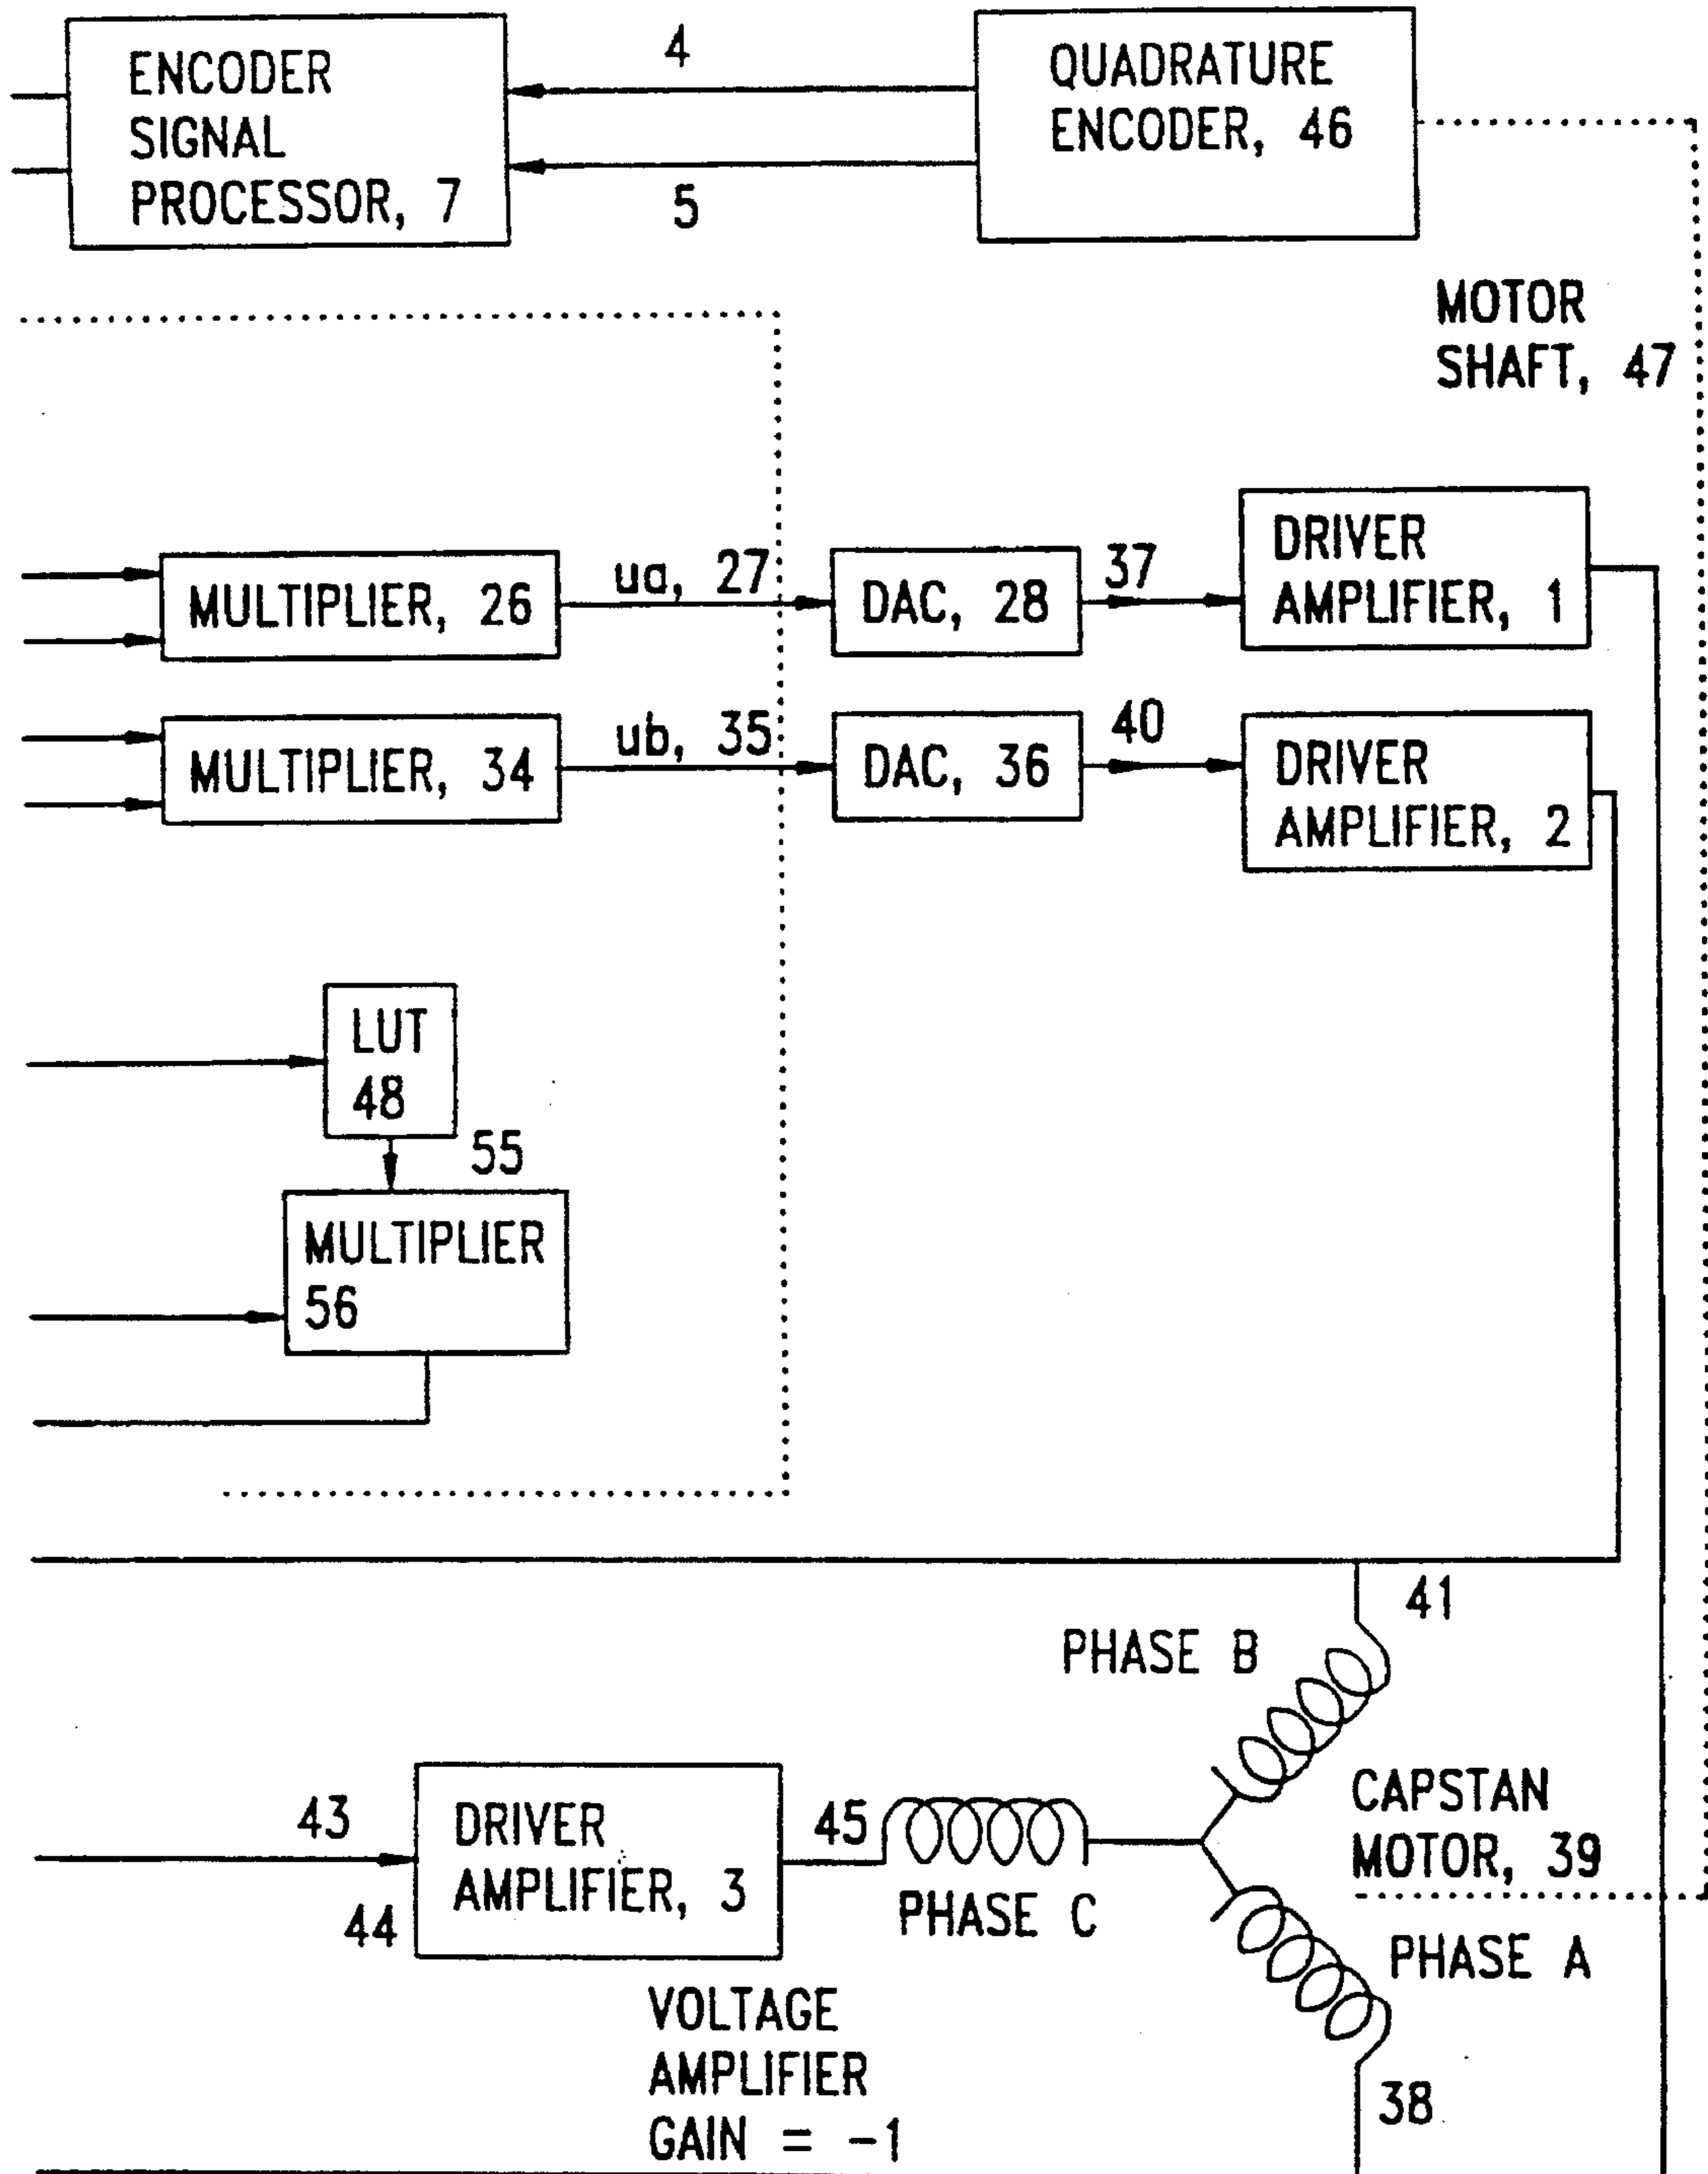 ENCODER
SIGNAL
PROCESSOR, 7
4
5
QUADRATURE
ENCODER, 46
MOTOR
SHAFT, 47
MULTIPLIER, 26
ua, 27
DAC, 28
37
DRIVER
AMPLIFIER, 1
MULTIPLIER, 34
ub, 35
DAC, 36
40
DRIVER
AMPLIFIER, 2
LUT
48
55
MULTIPLIER
56
41
PHASE B
43
44
DRIVER
AMPLIFIER, 3
45
PHASE C
CAPSTAN
MOTOR, 39
PHASE A
38
VOLTAGE
AMPLIFIER
GAIN = -1